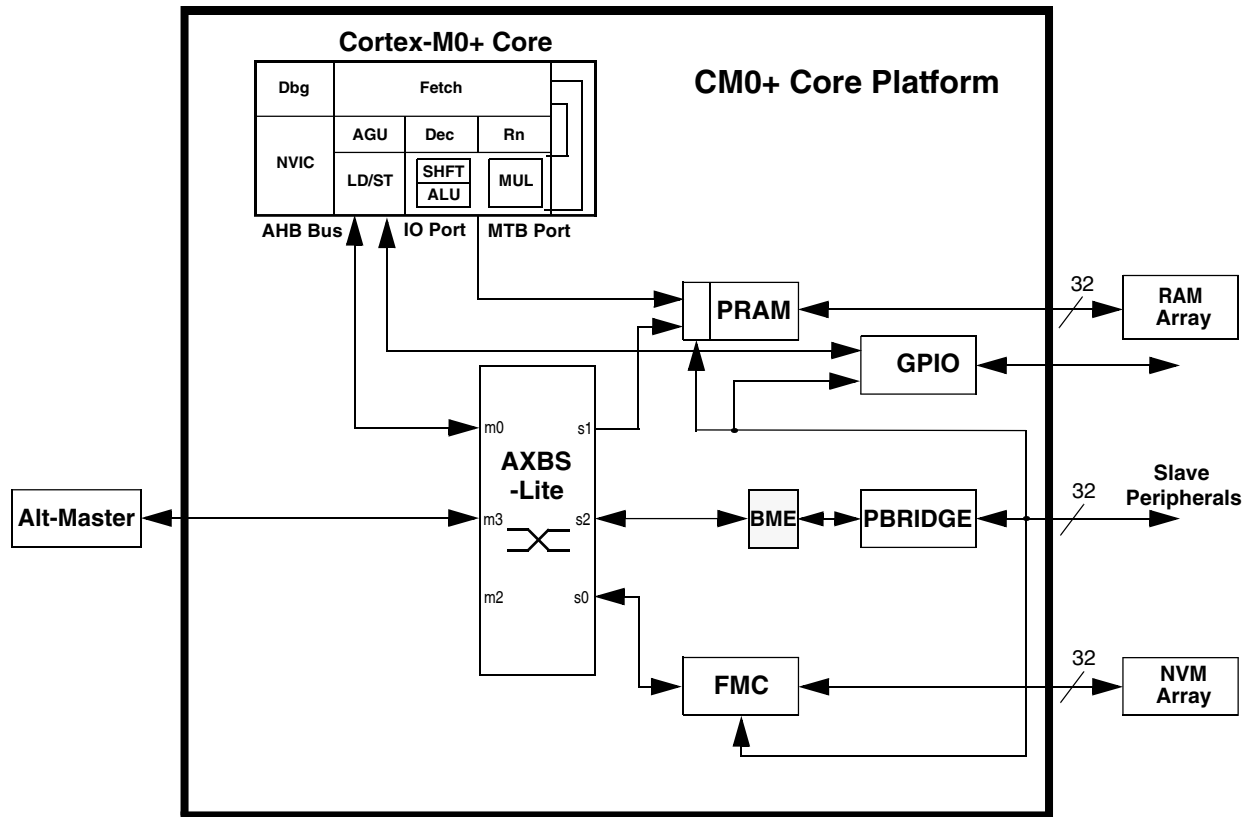 Cortex-M0+ Core
CM0+ Core Platform
Dbg
Fetch
AGU
Dec
Rn
NVIC
LD/ST
SHFT
ALU
MUL
AHB Bus
IO Port
MTB Port
32
PRAM
RAM
Array
GPIO
m0
s1
AXBS
-Lite
Alt-Master
m3
s2
BME
PBRIDGE
32
Slave
Peripherals
m2
s0
FMC
32
NVM
Array